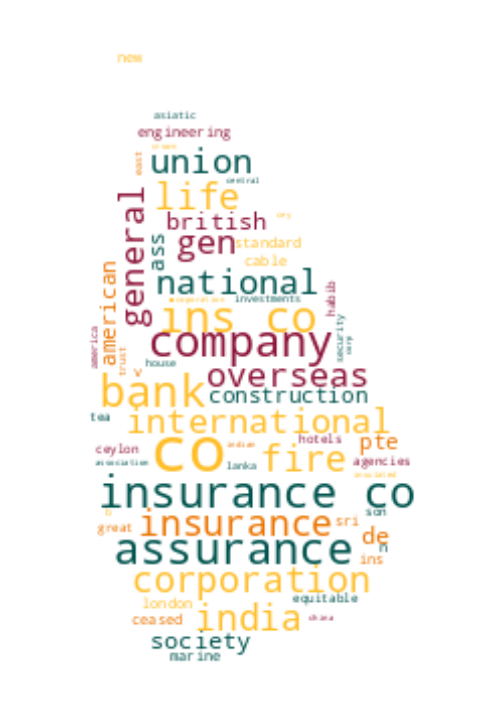 new
asiatic
engineering
east
union
central
life
general
british
ass
gen
standard
cable
national
american
habib
corporation
investments
ins co
america
company
security
trust
house
v
overseas
bank
construction
tea
international
ceylon
co
indian
hotels
pte
association
lanka
fire
agencies
insulated
insurance co
b
son
great
insurance
sri
de
n
assurance
ins
corporation
london
equitable
ceased
india
china
society
marine